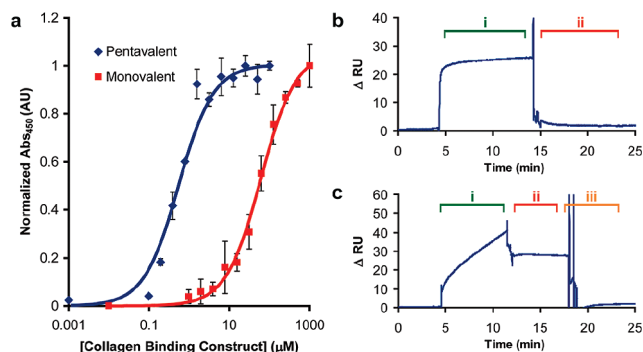 a
1.2
1
0.8
0.6
0.4
0.2
0
Normalized Abs₄₅₀ (AU)
Pentavalent
Monovalent
0.001 0.1 10 1000
[Collagen Binding Construct] (μM)
b
40
30
20
10
0
Δ RU
i ii
0 5 10 15 20 25
Time (min)
c
60
50
40
30
20
10
0
Δ RU
i ii iii
0 5 10 15 20 25
Time (min)